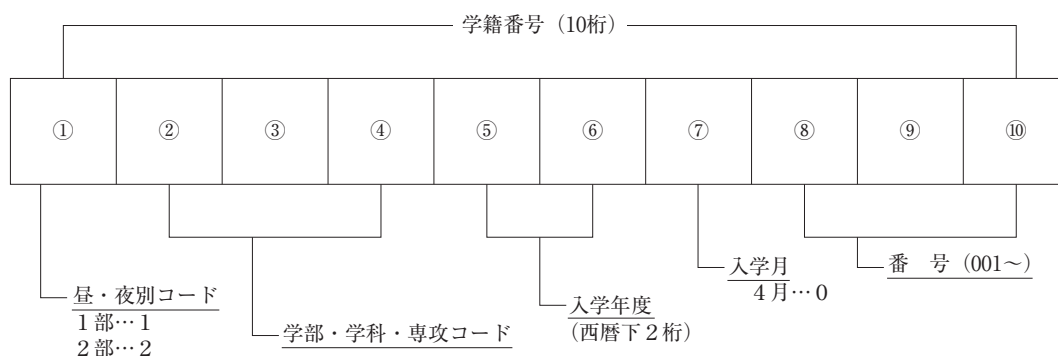 学籍番号（10桁）
① ② ③ ④ ⑤ ⑥ ⑦ ⑧ ⑨ ⑩
昼・夜別コード
1部…1
2部…2
学部・学科・専攻コード
入学年度
（西暦下2桁）
入学月
4月…0
番　号（001～）